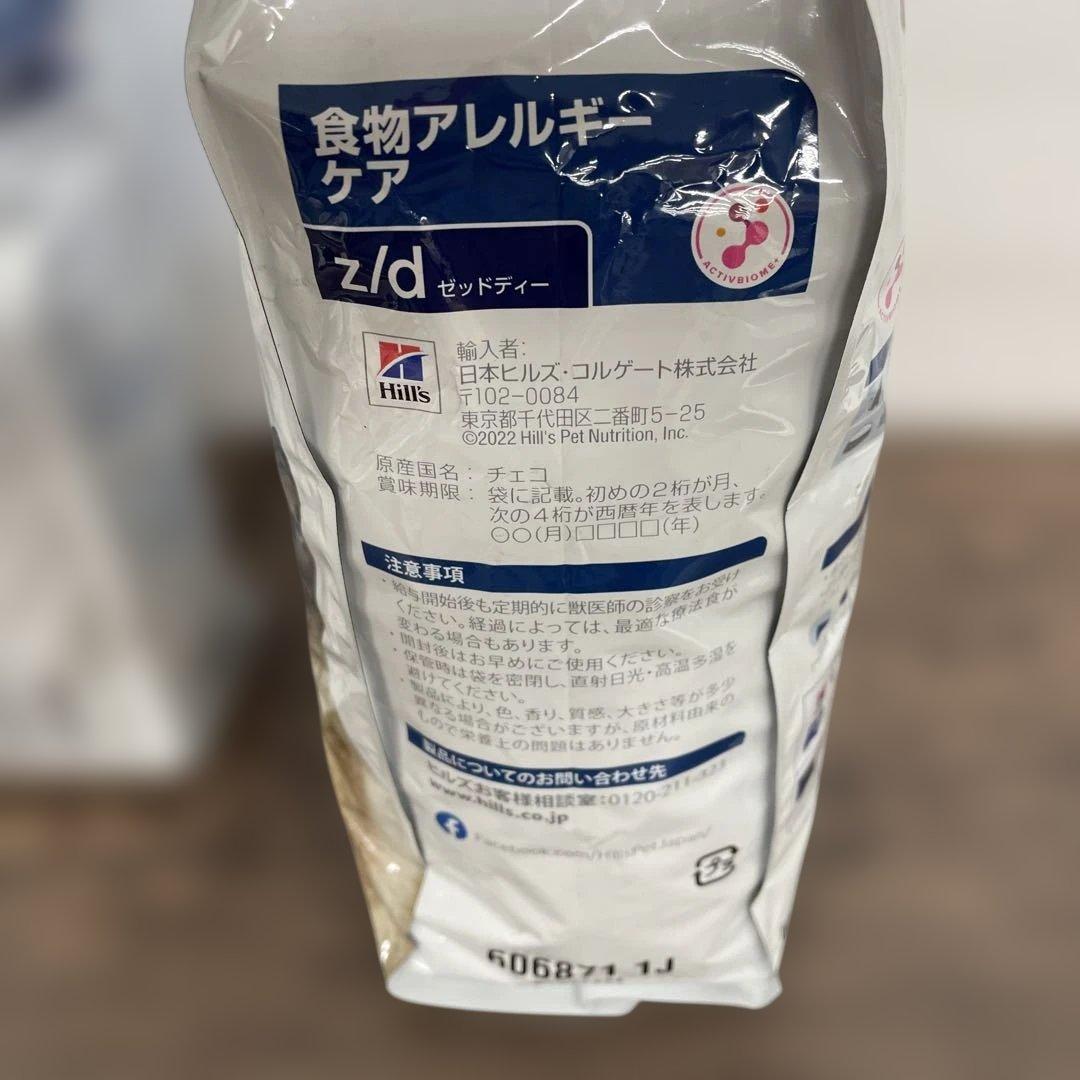 食物アレルギー
ケア
z/d ゼッドディー
ACTIVBIOME+
Hill's
輸入者:
日本ヒルズ・コルゲート株式会社
〒102-0084
東京都千代田区二番町5-25
©2022 Hill's Pet Nutrition, Inc.
原産国名: チェコ
賞味期限: 袋に記載。初めの2桁が月、
次の4桁が西暦年を表します。
○○(月)□□□□(年)
注意事項
・給与開始後も定期的に獣医師の診察をお受け
ください。経過によっては、最適な療法食が
変わる場合もあります。
・開封後はお早めにご使用ください。
・保管時は袋を密閉し、直射日光・高温多湿を
避けてください。
・製品により、色、香り、質感、大きさ等が多少
異なる場合がございますが、原材料由来の
もので栄養上の問題はありません。
製品についてのお問い合わせ先
ヒルズお客様相談室:0120-211-323
www.hills.co.jp
Facebook.com/HillsPetJapan/
プラ
606871 1J